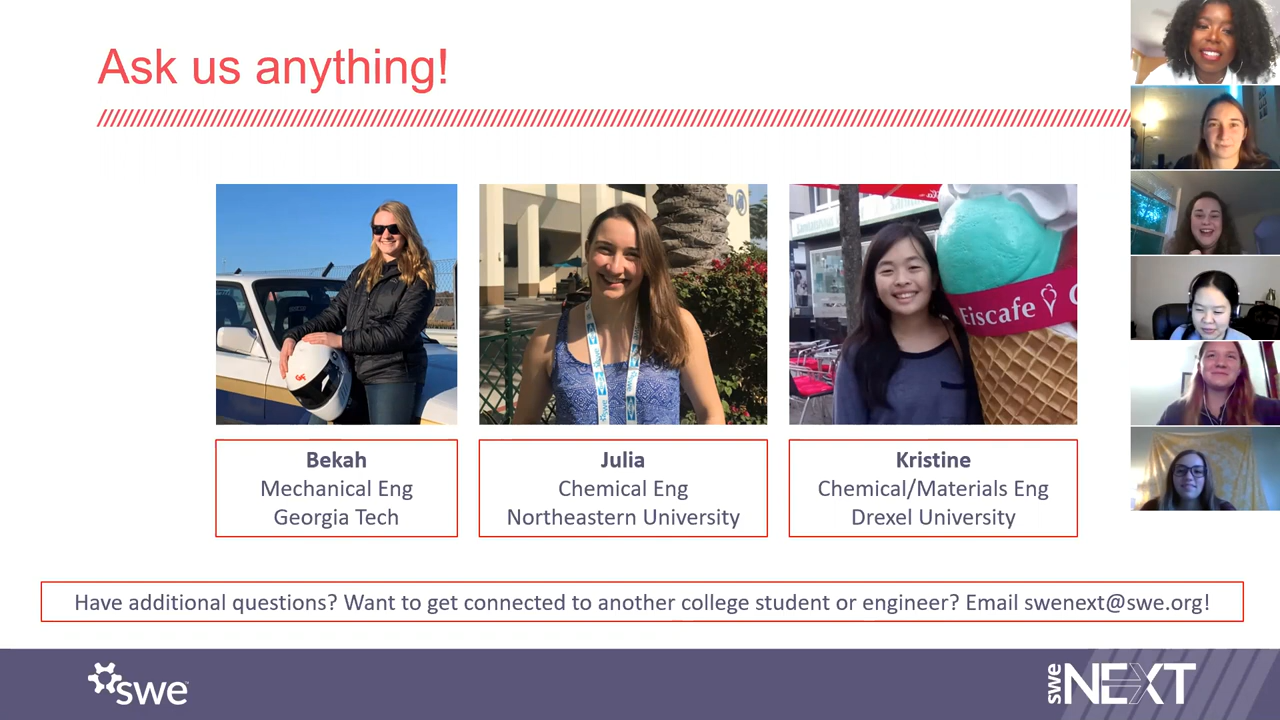 Ask us anything!
Eiscafe
swe
Bekah
Mechanical Eng
Georgia Tech
Julia
Chemical Eng
Northeastern University
Kristine
Chemical/Materials Eng
Drexel University
Have additional questions? Want to get connected to another college student or engineer? Email swenext@swe.org!
swe
swe NEXT